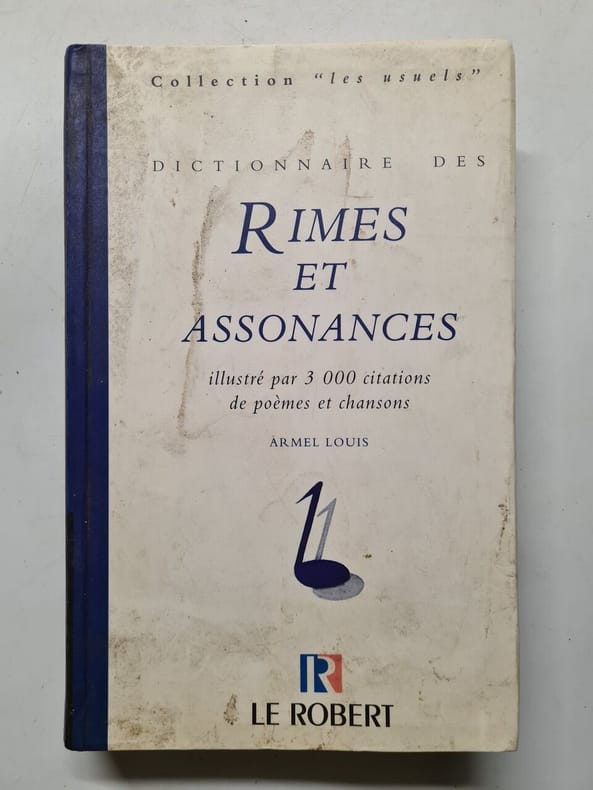 Collection "les usuels"
DICTIONNAIRE DES
RIMES
ET
ASSONANCES
illustré par 3 000 citations
de poèmes et chansons
ARMEL LOUIS
R
LE ROBERT